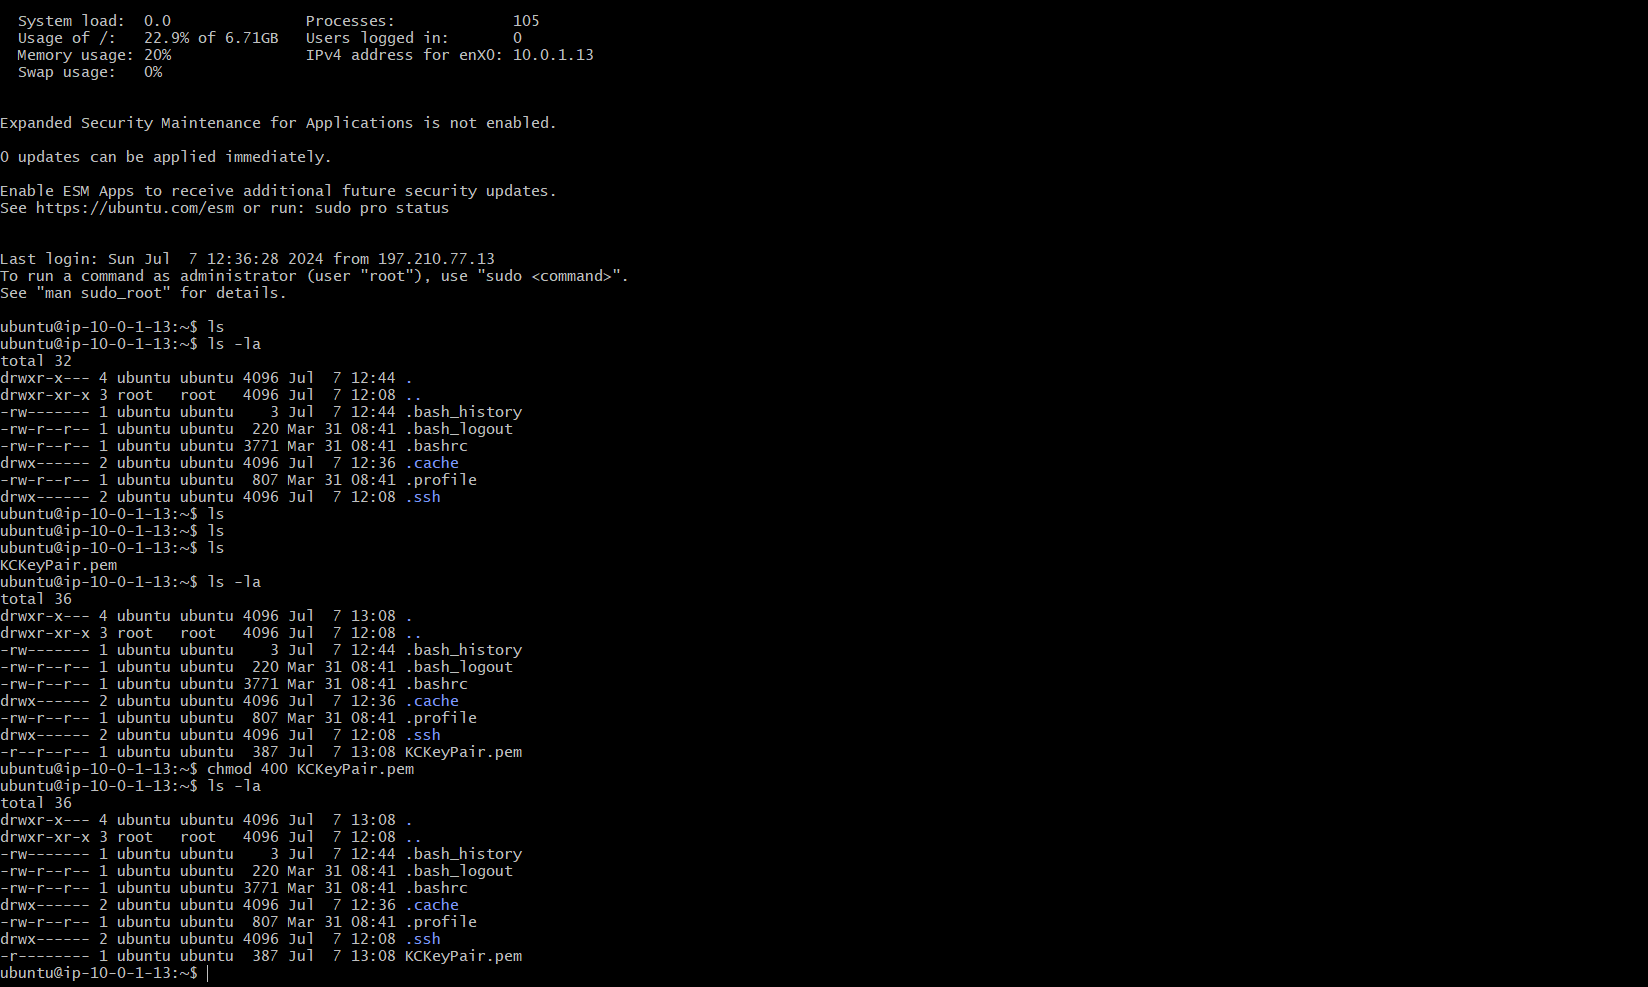 System load:  0.0               Processes:             105
Usage of /:   22.9% of 6.71GB   Users logged in:       0
Memory usage: 20%               IPv4 address for enX0: 10.0.1.13
Swap usage:   0%
Expanded Security Maintenance for Applications is not enabled.
0 updates can be applied immediately.
Enable ESM Apps to receive additional future security updates.
See https://ubuntu.com/esm or run: sudo pro status
Last login: Sun Jul  7 12:36:28 2024 from 197.210.77.13
To run a command as administrator (user "root"), use "sudo <command>".
See "man sudo_root" for details.
ubuntu@ip-10-0-1-13:~$ ls
ubuntu@ip-10-0-1-13:~$ ls -la
total 32
drwxr-x--- 4 ubuntu ubuntu 4096 Jul  7 12:44 .
drwxr-xr-x 3 root   root   4096 Jul  7 12:08 ..
-rw------- 1 ubuntu ubuntu    3 Jul  7 12:44 .bash_history
-rw-r--r-- 1 ubuntu ubuntu  220 Mar 31 08:41 .bash_logout
-rw-r--r-- 1 ubuntu ubuntu 3771 Mar 31 08:41 .bashrc
drwx------ 2 ubuntu ubuntu 4096 Jul  7 12:36 .cache
-rw-r--r-- 1 ubuntu ubuntu  807 Mar 31 08:41 .profile
drwx------ 2 ubuntu ubuntu 4096 Jul  7 12:08 .ssh
ubuntu@ip-10-0-1-13:~$ ls
ubuntu@ip-10-0-1-13:~$ ls
ubuntu@ip-10-0-1-13:~$ ls
KCKeyPair.pem
ubuntu@ip-10-0-1-13:~$ ls -la
total 36
drwxr-x--- 4 ubuntu ubuntu 4096 Jul  7 13:08 .
drwxr-xr-x 3 root   root   4096 Jul  7 12:08 ..
-rw------- 1 ubuntu ubuntu    3 Jul  7 12:44 .bash_history
-rw-r--r-- 1 ubuntu ubuntu  220 Mar 31 08:41 .bash_logout
-rw-r--r-- 1 ubuntu ubuntu 3771 Mar 31 08:41 .bashrc
drwx------ 2 ubuntu ubuntu 4096 Jul  7 12:36 .cache
-rw-r--r-- 1 ubuntu ubuntu  807 Mar 31 08:41 .profile
drwx------ 2 ubuntu ubuntu 4096 Jul  7 12:08 .ssh
-r--r--r-- 1 ubuntu ubuntu  387 Jul  7 13:08 KCKeyPair.pem
ubuntu@ip-10-0-1-13:~$ chmod 400 KCKeyPair.pem
ubuntu@ip-10-0-1-13:~$ ls -la
total 36
drwxr-x--- 4 ubuntu ubuntu 4096 Jul  7 13:08 .
drwxr-xr-x 3 root   root   4096 Jul  7 12:08 ..
-rw------- 1 ubuntu ubuntu    3 Jul  7 12:44 .bash_history
-rw-r--r-- 1 ubuntu ubuntu  220 Mar 31 08:41 .bash_logout
-rw-r--r-- 1 ubuntu ubuntu 3771 Mar 31 08:41 .bashrc
drwx------ 2 ubuntu ubuntu 4096 Jul  7 12:36 .cache
-rw-r--r-- 1 ubuntu ubuntu  807 Mar 31 08:41 .profile
drwx------ 2 ubuntu ubuntu 4096 Jul  7 12:08 .ssh
-r-------- 1 ubuntu ubuntu  387 Jul  7 13:08 KCKeyPair.pem
ubuntu@ip-10-0-1-13:~$